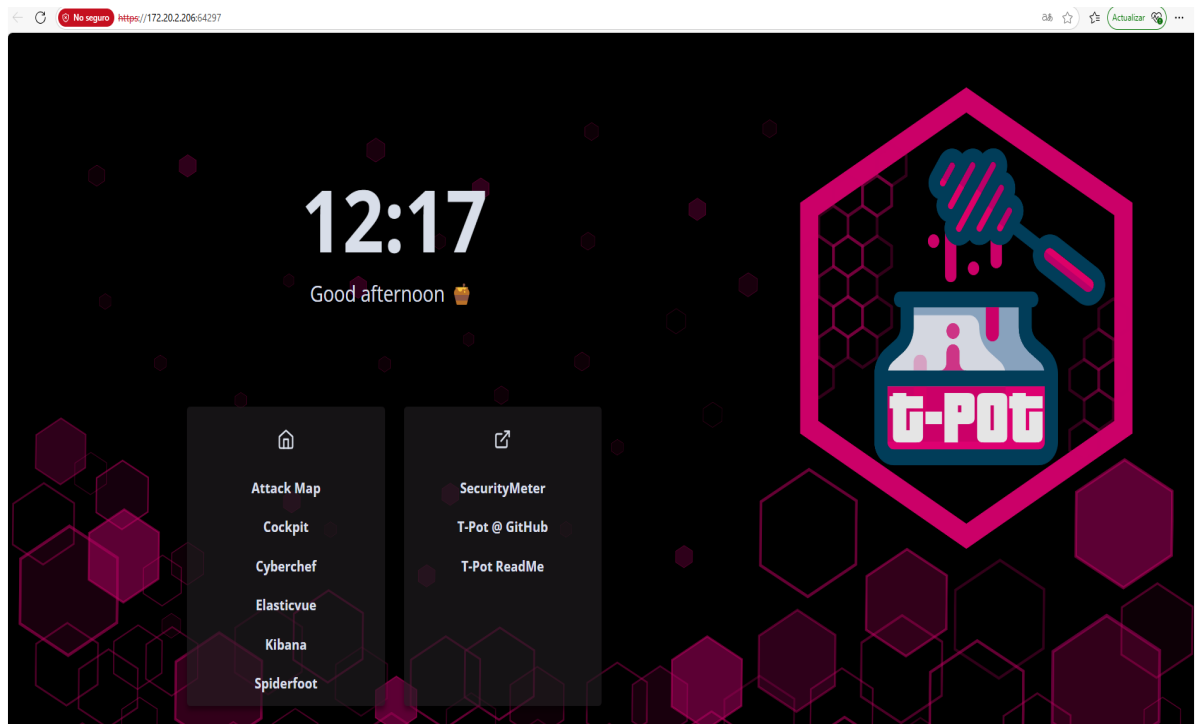 No seguro https://172.20.2.206:64297
Actualizar
12:17
Good afternoon
Attack Map
Cockpit
Cyberchef
Elasticvue
Kibana
Spiderfoot
SecurityMeter
T-Pot @ GitHub
T-Pot ReadMe
t-Pot